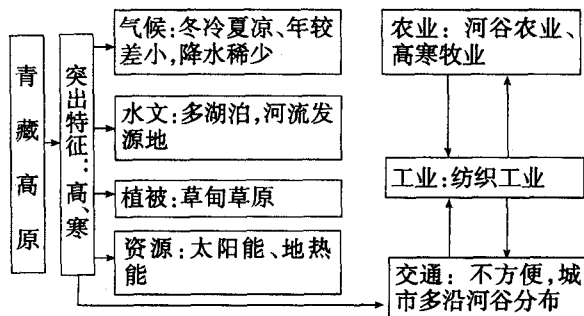 青藏高原
突出特征：高、寒
气候：冬冷夏凉、年较
差小，降水稀少
水文：多湖泊，河流发
源地
植被：草甸草原
资源：太阳能、地热
能
农业：河谷农业、
高寒牧业
工业：纺织工业
交通：不方便，城
市多沿河谷分布